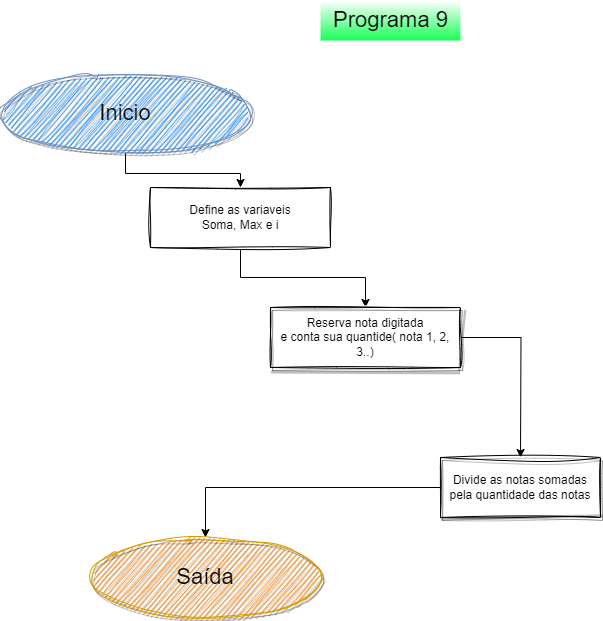 Programa 9
Inicio
Define as variaveis
Soma, Max e i
Reserva nota digitada
e conta sua quantide( nota 1, 2,
3..)
Divide as notas somadas
pela quantidade das notas
Saída